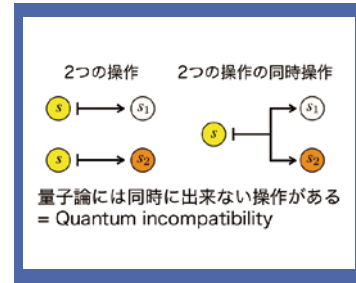 2つの操作 2つの操作の同時操作
s s₁ s s₁
s s₂ s₂
量子論には同時に出来ない操作がある
= Quantum incompatibility